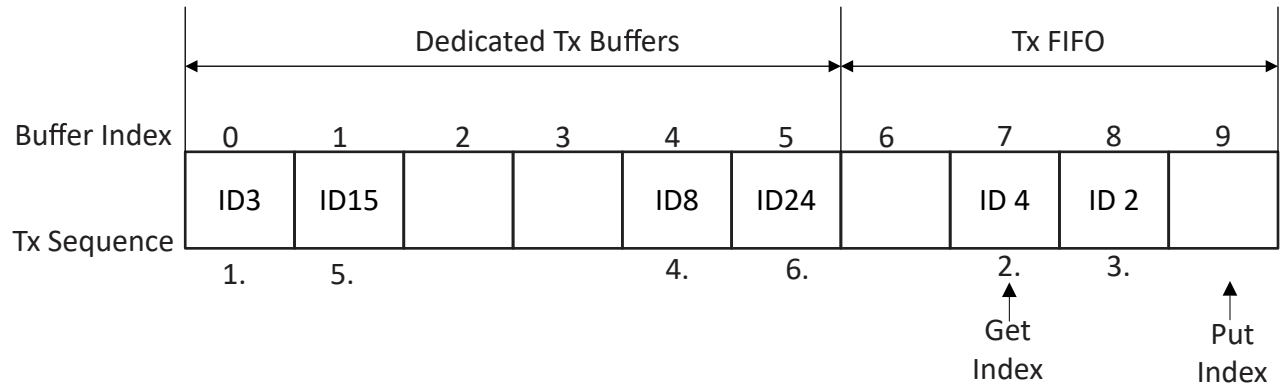 Dedicated Tx Buffers Tx FIFO
Buffer Index 0 1 2 3 4 5 6 7 8 9
ID3 ID15 ID8 ID24 ID 4 ID 2
Tx Sequence
1. 5. 4. 6. 2. 3.
Get Put
Index Index